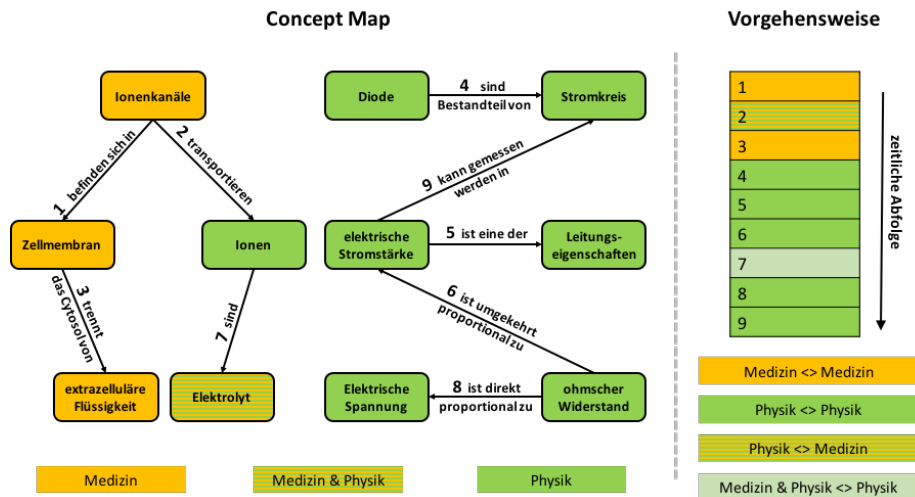 Concept Map
Vorgehensweise
Ionenkanäle
Diode
4 sind
Bestandteil von
Stromkreis
1 befinden sich in
2 transportieren
9 kann gemessen
werden in
Zellmembran
Ionen
elektrische
Stromstärke
5 ist eine der
Leitungs-
eigenschaften
3 trennt
das Cytosol von
7 sind
6 ist umgekehrt
proportional zu
extrazelluläre
Flüssigkeit
Elektrolyt
Elektrische
Spannung
8 ist direkt
proportional zu
ohmscher
Widerstand
Medizin
Medizin & Physik
Physik
1
2
3
4
5
6
7
8
9
zeitliche Abfolge
Medizin <> Medizin
Physik <> Physik
Physik <> Medizin
Medizin & Physik <> Physik